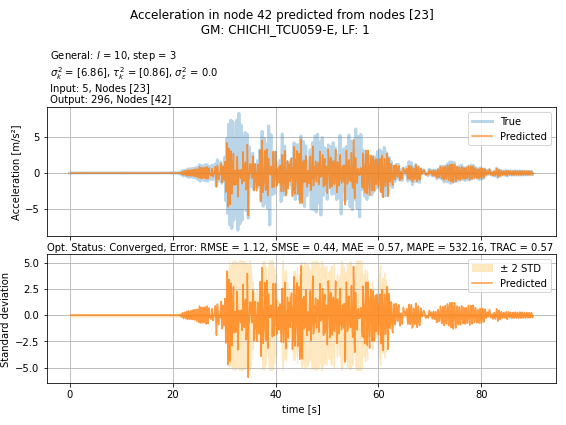 Acceleration in node 42 predicted from nodes [23]
GM: CHICHI_TCU059-E, LF: 1
General: l = 10, step = 3
σ²ₖ = [6.86], τ²ₖ = [0.86], σ²ε = 0.0
Input: 5, Nodes [23]
Output: 296, Nodes [42]
Acceleration [m/s²]
5
0
−5
True
Predicted
Opt. Status: Converged, Error: RMSE = 1.12, SMSE = 0.44, MAE = 0.57, MAPE = 532.16, TRAC = 0.57
Standard deviation
5.0
2.5
0.0
−2.5
−5.0
± 2 STD
Predicted
0 20 40 60 80
time [s]